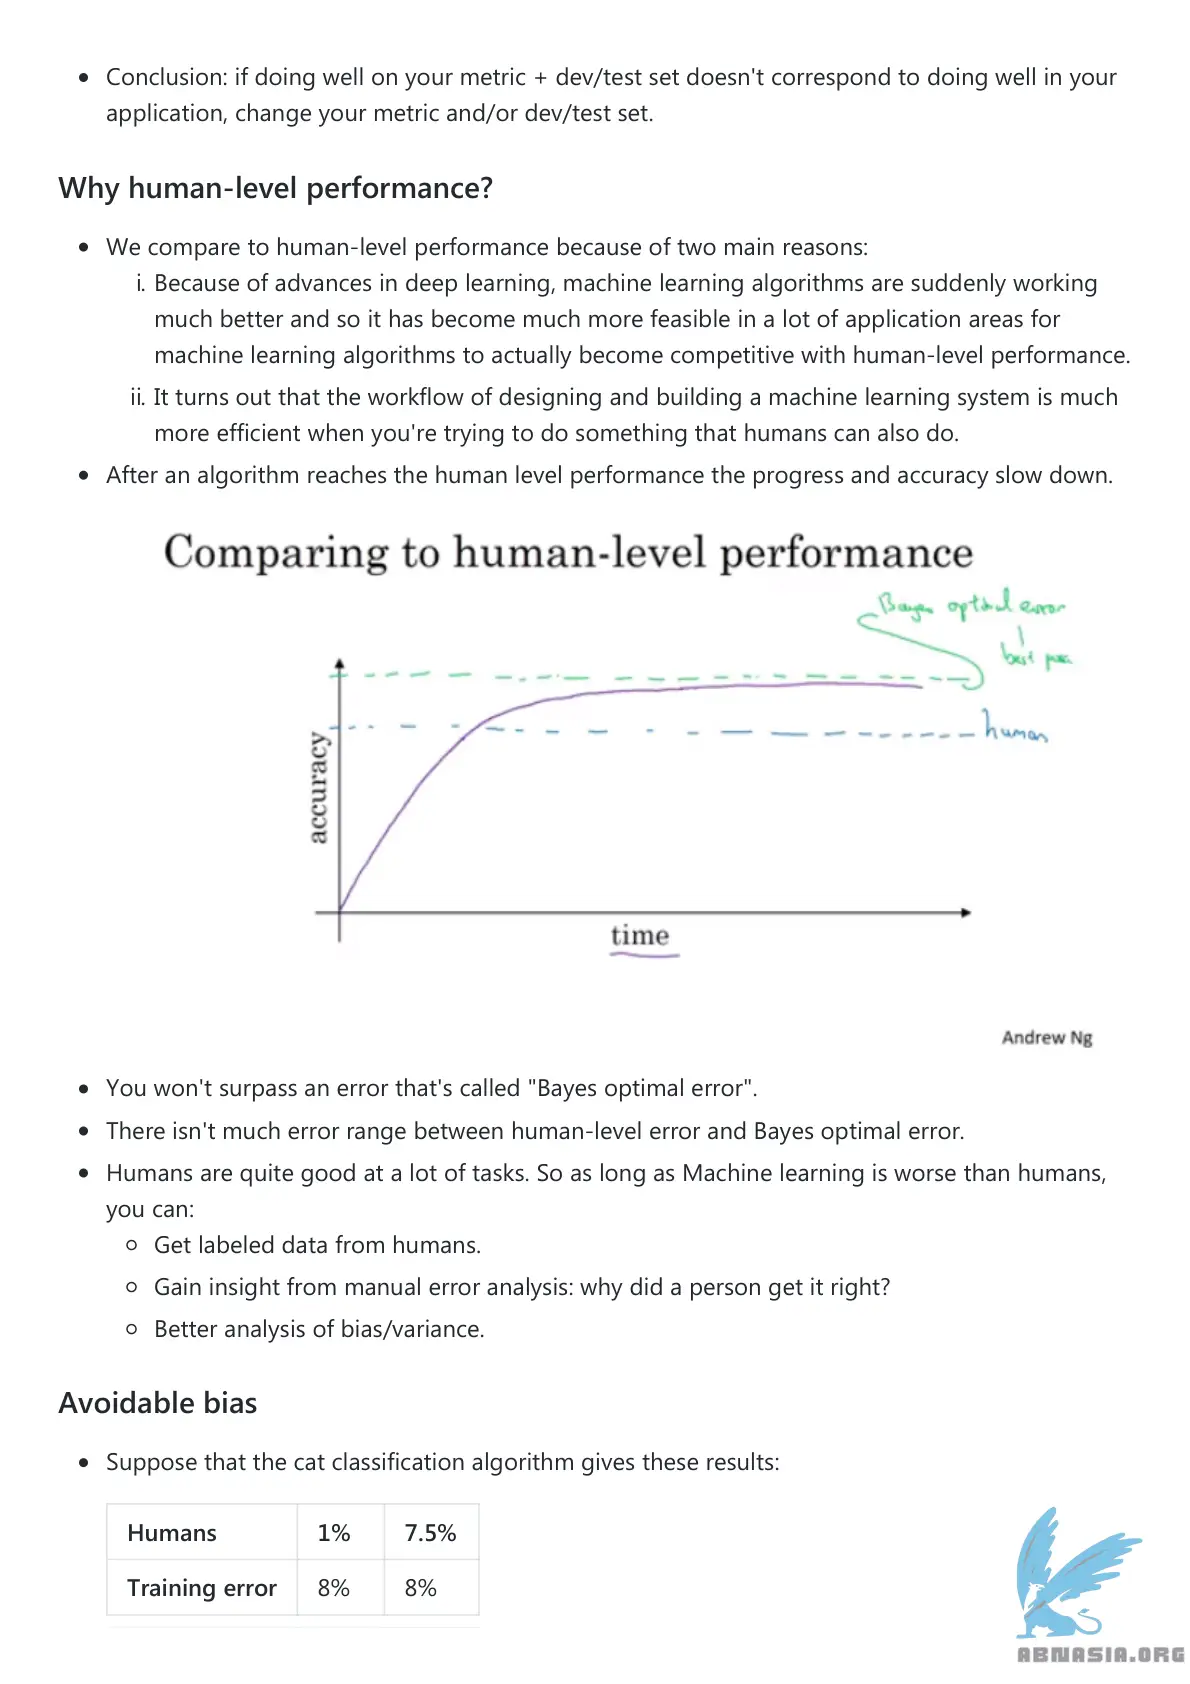 Conclusion: if doing well on your metric + dev/test set doesn't correspond to doing well in your
application, change your metric and/or dev/test set.
Why human-level performance?
We compare to human-level performance because of two main reasons:
i. Because of advances in deep learning, machine learning algorithms are suddenly working
much better and so it has become much more feasible in a lot of application areas for
machine learning algorithms to actually become competitive with human-level performance.
ii. It turns out that the workflow of designing and building a machine learning system is much
more efficient when you're trying to do something that humans can also do.
After an algorithm reaches the human level performance the progress and accuracy slow down.
Comparing to human-level performance
Bayes optimal error
best
human
accuracy
time
Andrew Ng
You won't surpass an error that's called "Bayes optimal error".
There isn't much error range between human-level error and Bayes optimal error.
Humans are quite good at a lot of tasks. So as long as Machine learning is worse than humans,
you can:
Get labeled data from humans.
Gain insight from manual error analysis: why did a person get it right?
Better analysis of bias/variance.
Avoidable bias
Suppose that the cat classification algorithm gives these results:
Humans 1% 7.5%
Training error 8% 8%
ABNASIA.ORG